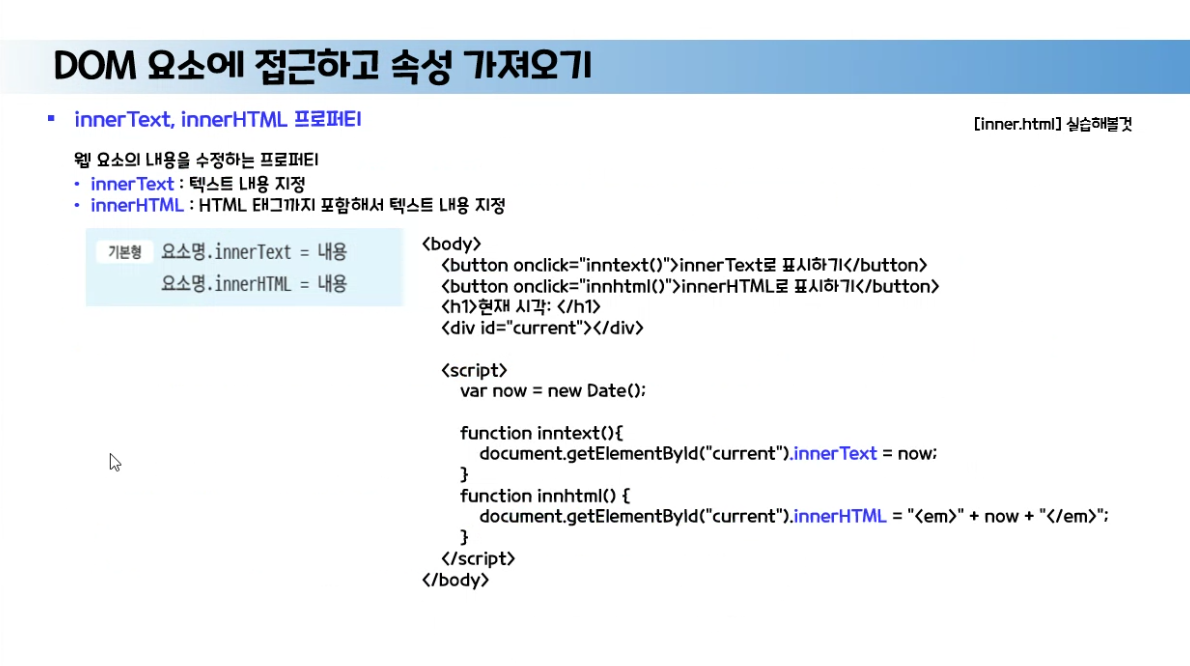 DOM 요소에 접근하고 속성 가져오기
▪ innerText, innerHTML 프로퍼티
[inner.html] 실습해볼것
웹 요소의 내용을 수정하는 프로퍼티
• innerText : 텍스트 내용 지정
• innerHTML : HTML 태그까지 포함해서 텍스트 내용 지정
기본형 요소명.innerText = 내용
요소명.innerHTML = 내용
<body>
<button onclick="inntext()">innerText로 표시하기</button>
<button onclick="innhtml()">innerHTML로 표시하기</button>
<h1>현재 시각: </h1>
<div id="current"></div>
<script>
var now = new Date();
function inntext(){
document.getElementById("current").innerText = now;
}
function innhtml() {
document.getElementById("current").innerHTML = "<em>" + now + "</em>";
}
</script>
</body>